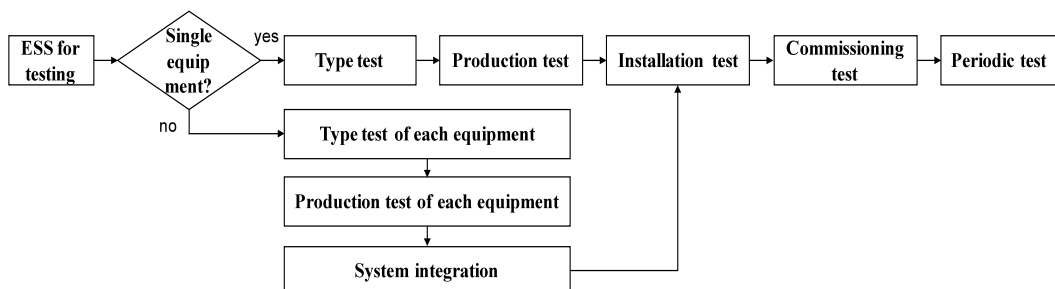 ESS for
testing
Single
equip
ment?
yes
Type test
Production test
Installation test
Commissioning
test
Periodic test
no
Type test of each equipment
Production test of each equipment
System integration